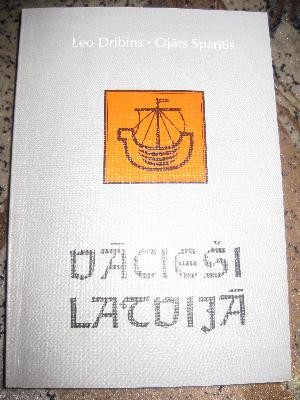 Leo Dribins • Ojārs Spārītis
VĀCIEŠI
LATVIJĀ